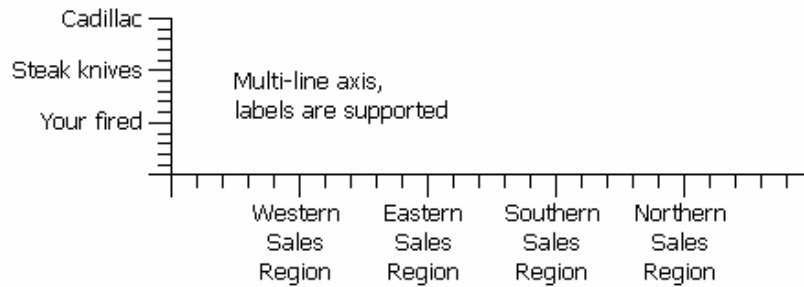 Cadillac
Steak knives
Your fired
Multi-line axis,
labels are supported
Western Eastern Southern Northern
Sales Sales Sales Sales
Region Region Region Region